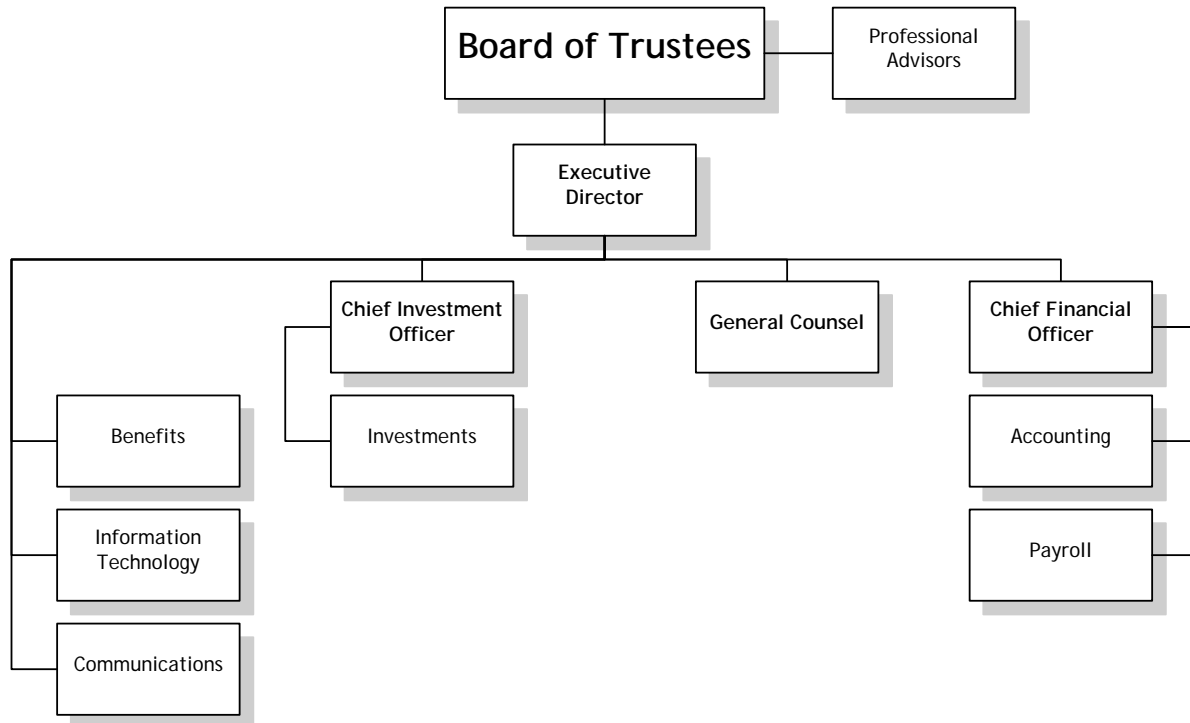 Board of Trustees
Professional
Advisors
Executive
Director
Chief Investment
Officer
General Counsel
Chief Financial
Officer
Benefits
Investments
Accounting
Information
Technology
Payroll
Communications